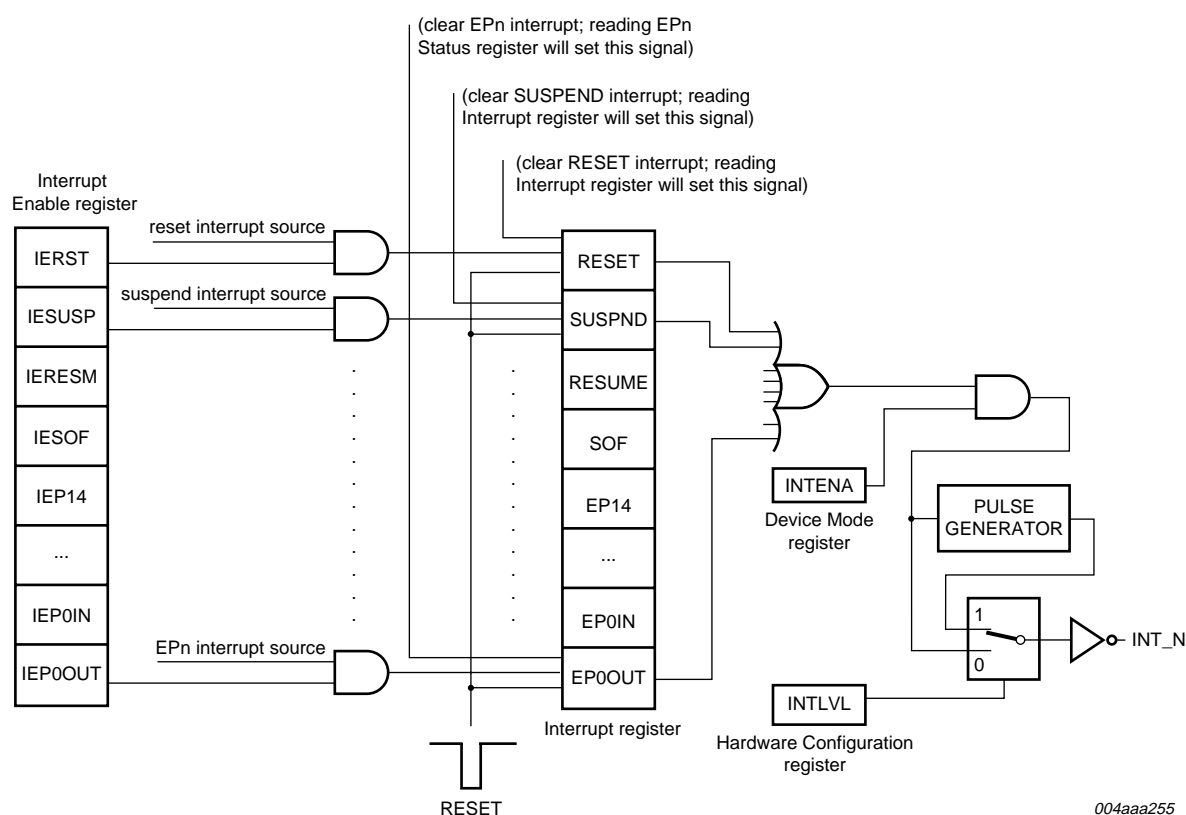 (clear EPn interrupt; reading EPn
Status register will set this signal)
(clear SUSPEND interrupt; reading
Interrupt register will set this signal)
(clear RESET interrupt; reading
Interrupt register will set this signal)
Interrupt
Enable register
IERST
IESUSP
IERESM
IESOF
IEP14
...
IEP0IN
IEP0OUT
reset interrupt source
suspend interrupt source
EPn interrupt source
RESET
SUSPND
RESUME
SOF
EP14
...
EP0IN
EP0OUT
Interrupt register
RESET
INTENA
Device Mode
register
PULSE
GENERATOR
1
0
INT_N
INTLVL
Hardware Configuration
register
004aaa255